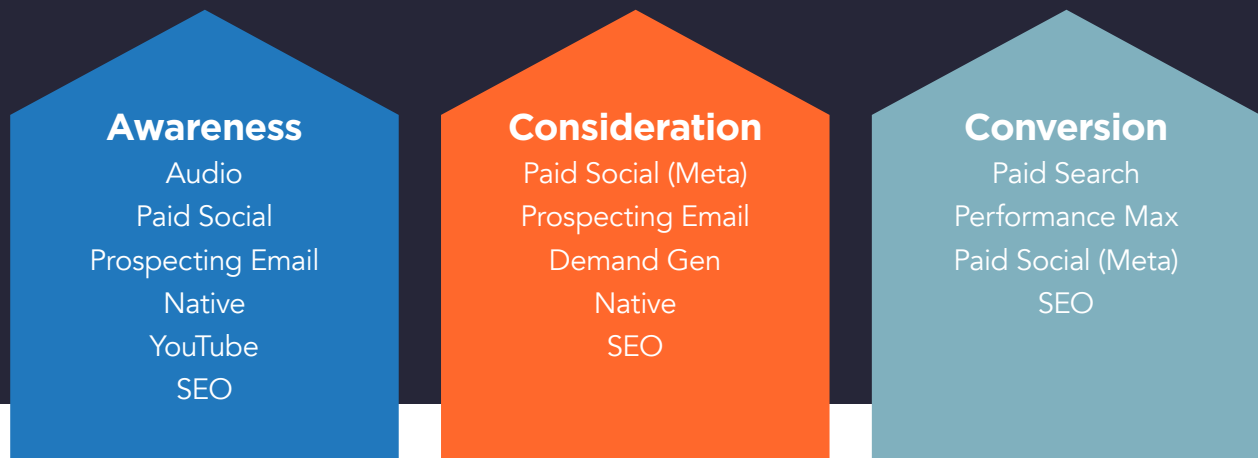 Awareness
Audio
Paid Social
Prospecting Email
Native
YouTube
SEO
Consideration
Paid Social (Meta)
Prospecting Email
Demand Gen
Native
SEO
Conversion
Paid Search
Performance Max
Paid Social (Meta)
SEO